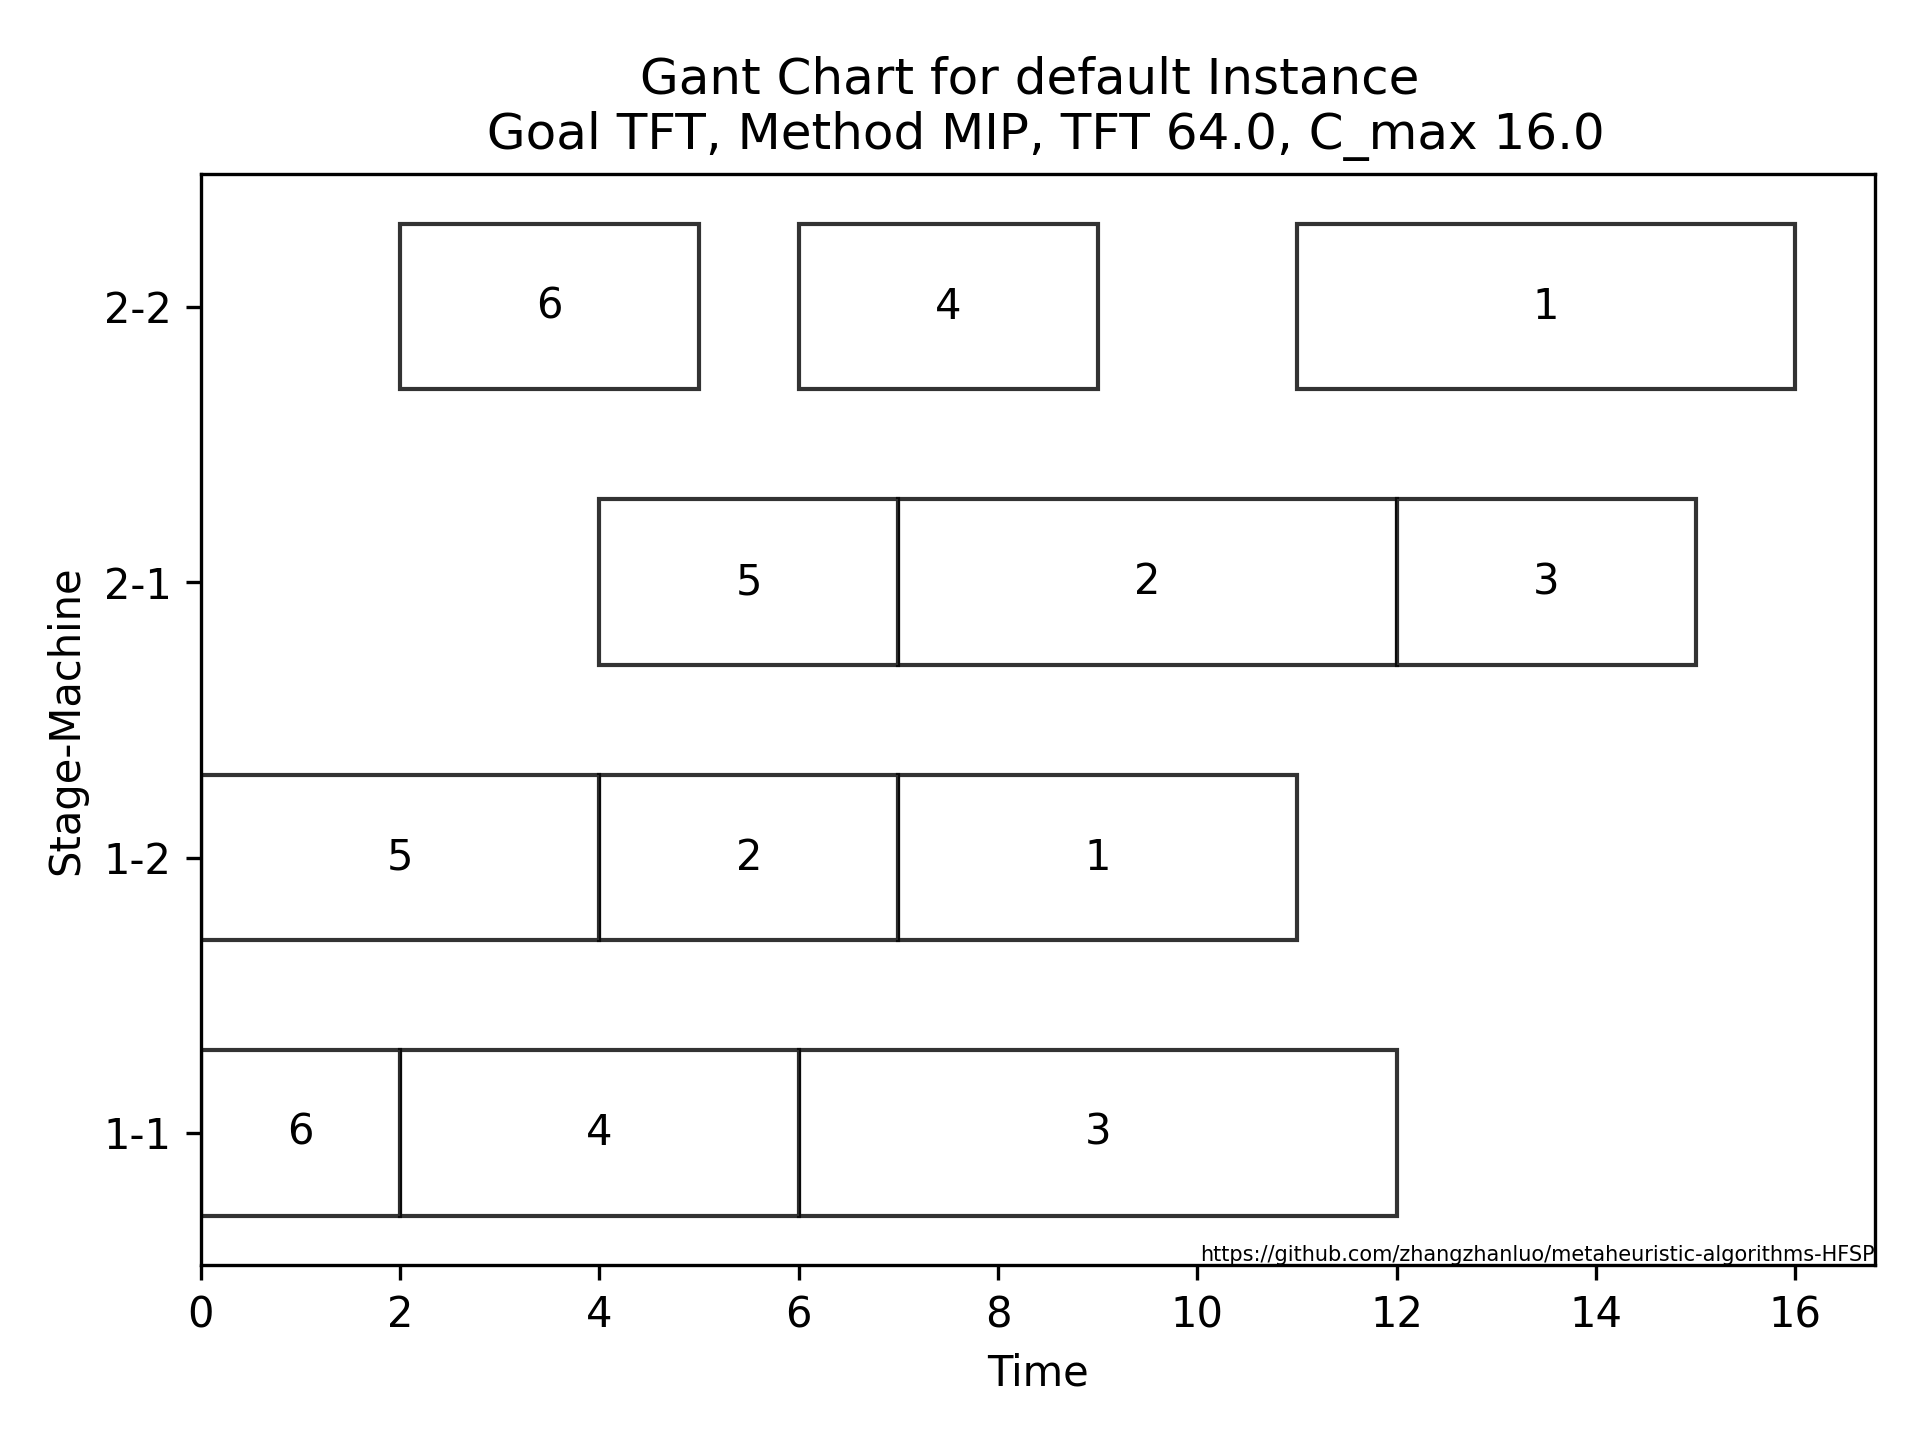 Gant Chart for default Instance
Goal TFT, Method MIP, TFT 64.0, C_max 16.0
Stage-Machine
2-2
6
4
1
2-1
5
2
3
1-2
5
2
1
1-1
6
4
3
https://github.com/zhangzhanluo/metaheuristic-algorithms-HFSP
0 2 4 6 8 10 12 14 16
Time